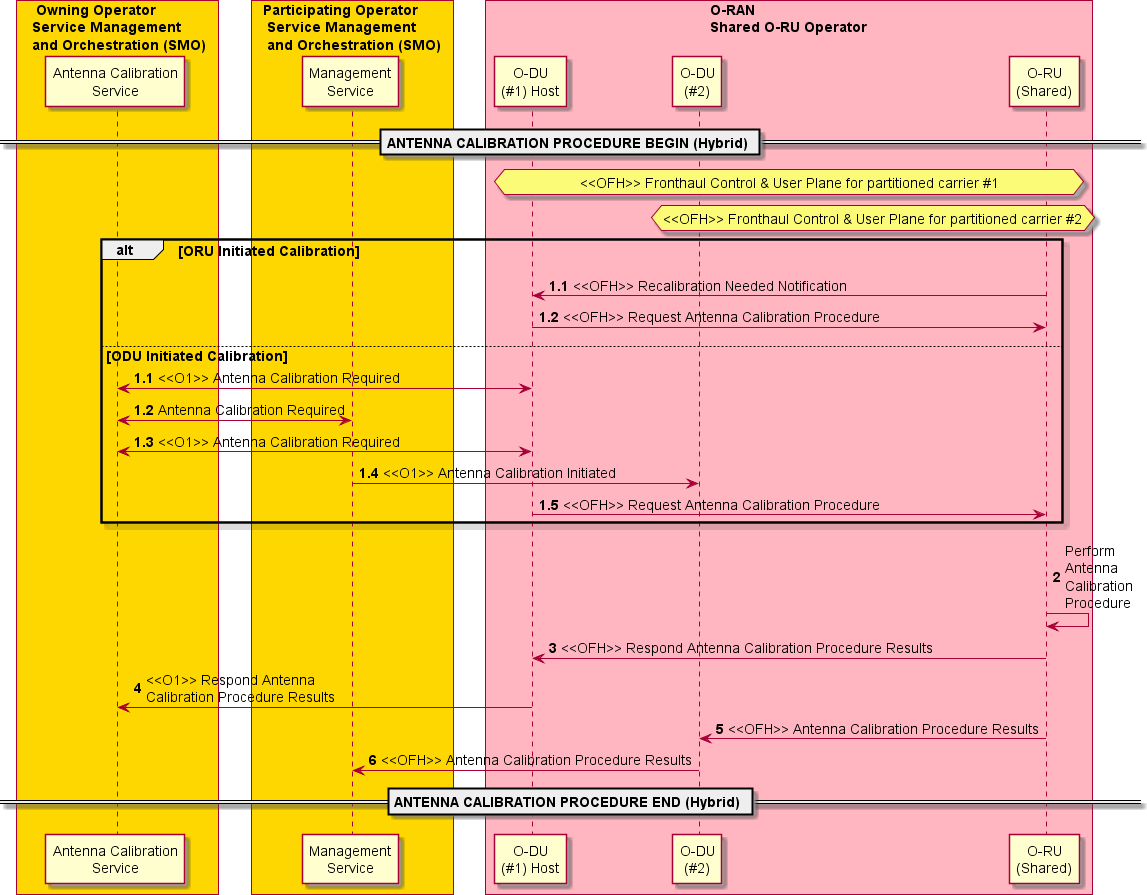 Owning Operator
Service Management
and Orchestration (SMO)
Participating Operator
Service Management
and Orchestration (SMO)
O-RAN
Shared O-RU Operator
Antenna Calibration
Service
Management
Service
O-DU
(#1) Host
O-DU
(#2)
O-RU
(Shared)
ANTENNA CALIBRATION PROCEDURE BEGIN (Hybrid)
<<OFH>> Fronthaul Control & User Plane for partitioned carrier #1
<<OFH>> Fronthaul Control & User Plane for partitioned carrier #2
alt [ORU Initiated Calibration]
1.1 <<OFH>> Recalibration Needed Notification
1.2 <<OFH>> Request Antenna Calibration Procedure
[ODU Initiated Calibration]
1.1 <<O1>> Antenna Calibration Required
1.2 Antenna Calibration Required
1.3 <<O1>> Antenna Calibration Required
1.4 <<O1>> Antenna Calibration Initiated
1.5 <<OFH>> Request Antenna Calibration Procedure
2 Perform
Antenna
Calibration
Procedure
3 <<OFH>> Respond Antenna Calibration Procedure Results
4 <<O1>> Respond Antenna
Calibration Procedure Results
5 <<OFH>> Antenna Calibration Procedure Results
6 <<OFH>> Antenna Calibration Procedure Results
ANTENNA CALIBRATION PROCEDURE END (Hybrid)
Antenna Calibration
Service
Management
Service
O-DU
(#1) Host
O-DU
(#2)
O-RU
(Shared)